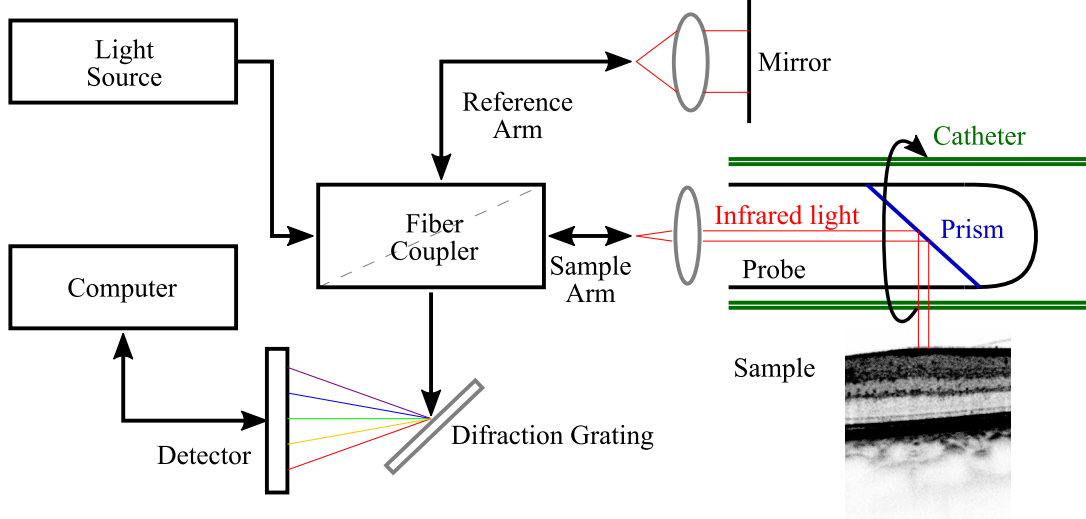 Light
Source
Mirror
Reference
Arm
Catheter
Fiber
Coupler
Infrared light
Prism
Sample
Arm
Probe
Computer
Sample
Difraction Grating
Detector